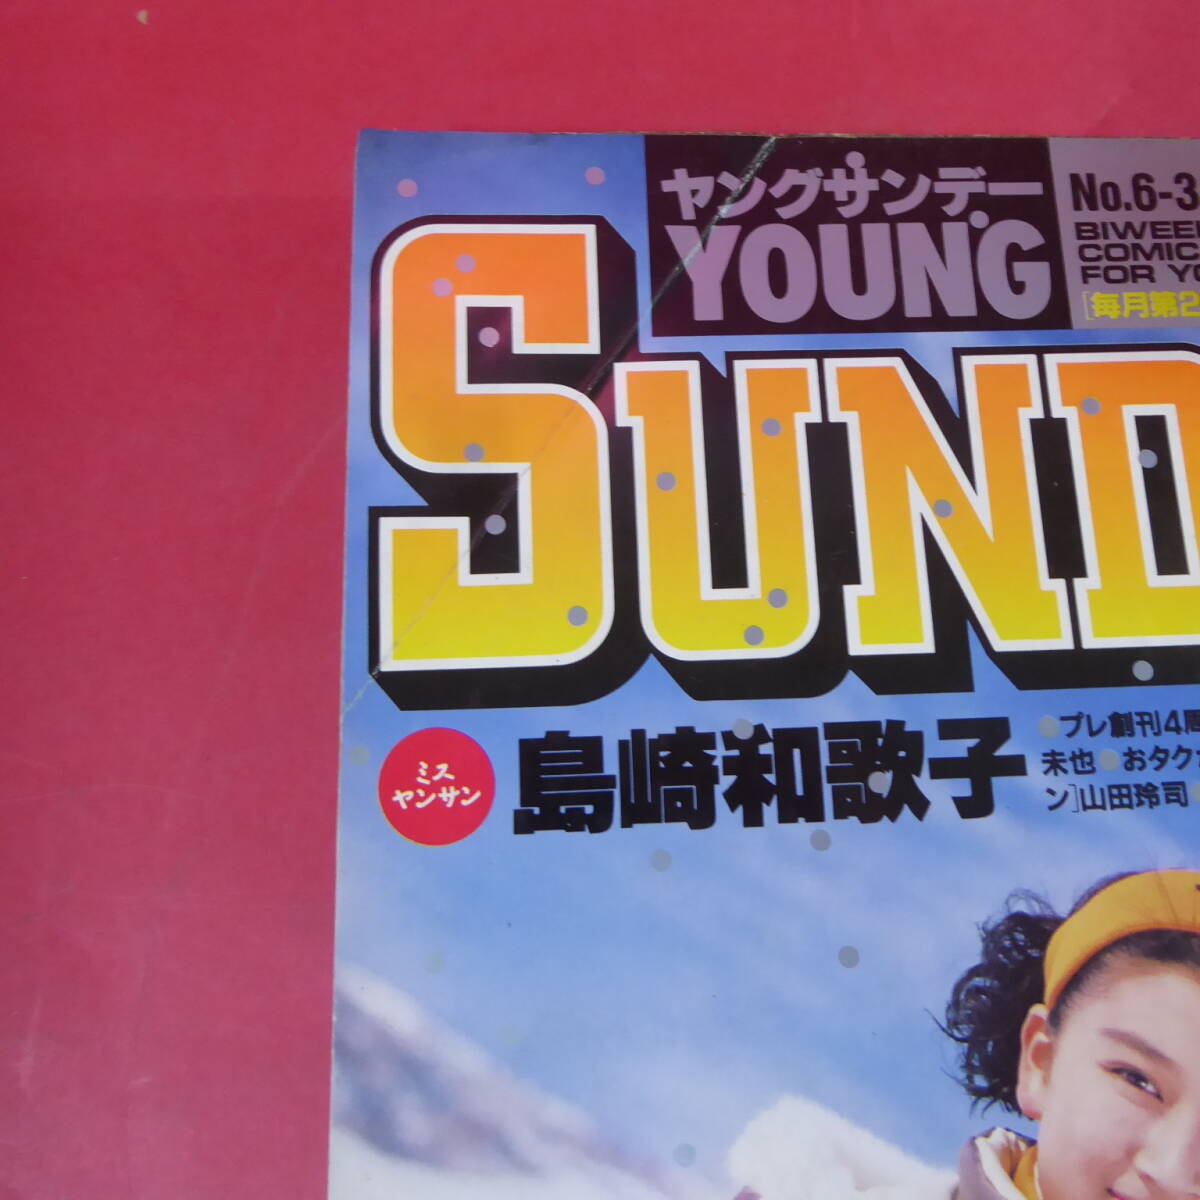 ヤングサンデー
YOUNG
No.6-3
BIWEE
COMIC
FOR YO
[毎月第2
SUND
ミス
ヤンサン
島崎和歌子
●プレ創刊4周
未也●おタク
ン]山田玲司